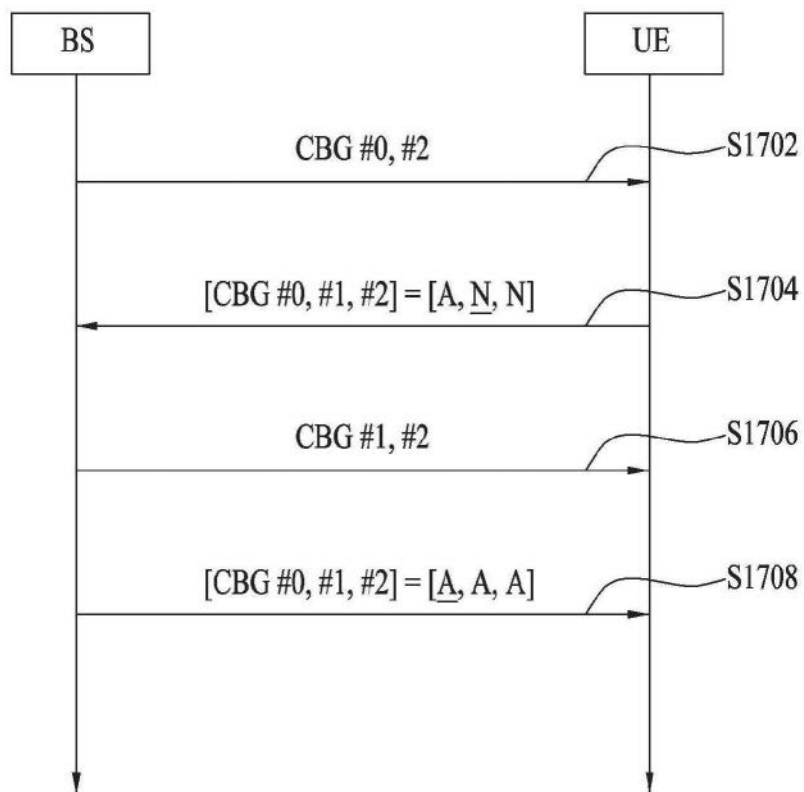 BS
UE
CBG #0, #2
S1702
[CBG #0, #1, #2] = [A, N, N]
S1704
CBG #1, #2
S1706
[CBG #0, #1, #2] = [A, A, A]
S1708